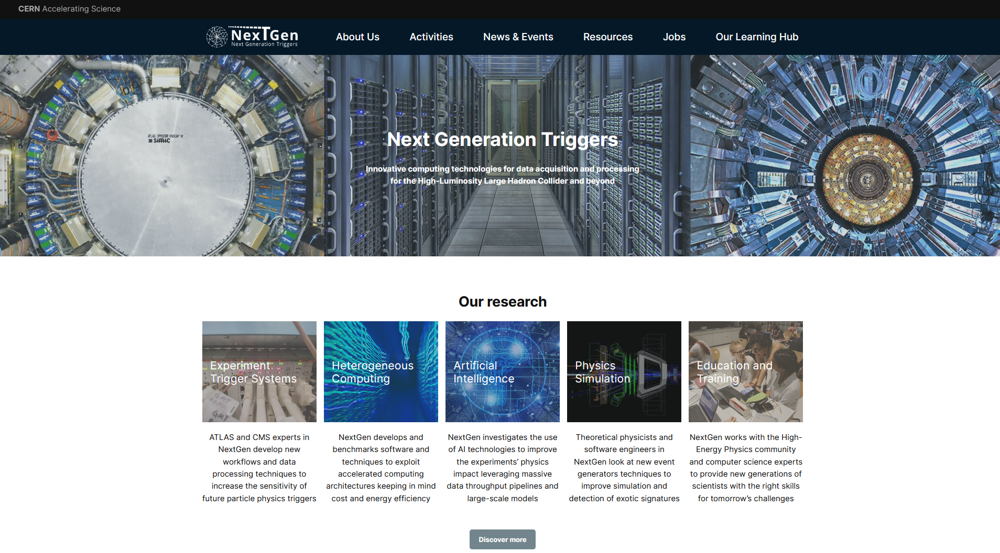 CERN Accelerating Science
NexTGen
Next Generation Triggers
About Us
Activities
News & Events
Resources
Jobs
Our Learning Hub
ATLAS CRYOSTAT ENDCAP
SIMIC
Next Generation Triggers
Innovative computing technologies for data acquisition and processing
for the High-Luminosity Large Hadron Collider and beyond
Our research
Experiment
Trigger Systems
GMT
ATLAS and CMS experts in
NextGen develop new
workflows and data
processing techniques to
increase the sensitivity of
future particle physics triggers
Heterogeneous
Computing
NextGen develops and
benchmarks software and
techniques to exploit
accelerated computing
architectures keeping in mind
cost and energy efficiency
Artificial
Intelligence
NextGen investigates the use
of AI technologies to improve
the experiments’ physics
impact leveraging massive
data throughput pipelines and
large-scale models
Physics
Simulation
Theoretical physicists and
software engineers in
NextGen look at new event
generators techniques to
improve simulation and
detection of exotic signatures
Education and
Training
NextGen works with the High-
Energy Physics community
and computer science experts
to provide new generations of
scientists with the right skills
for tomorrow’s challenges
Discover more